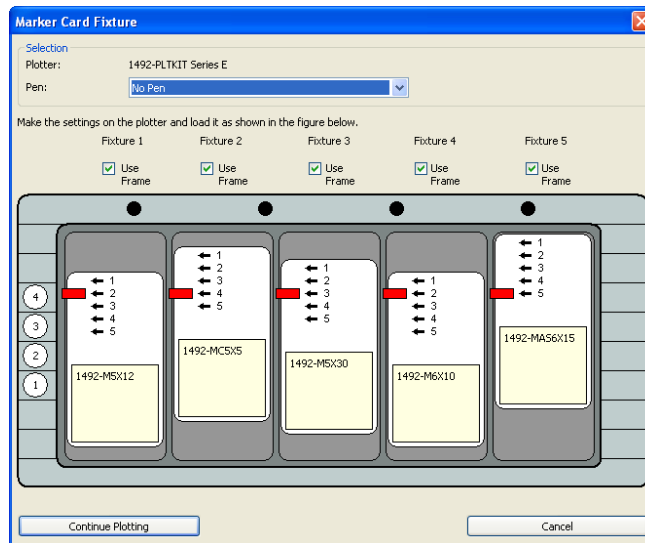 Marker Card Fixture
Selection
Plotter: 1492-PLTKIT Series E
Pen: No Pen
Make the settings on the plotter and load it as shown in the figure below.
Fixture 1 Fixture 2 Fixture 3 Fixture 4 Fixture 5
Use Frame Use Frame Use Frame Use Frame Use Frame
4
3
2
1
1
2
3
4
5
1492-M5X12
1
2
3
4
5
1492-MC5X5
1
2
3
4
5
1492-M5X30
1
2
3
4
5
1492-M6X10
1
2
3
4
5
1492-MAS6X15
Continue Plotting Cancel